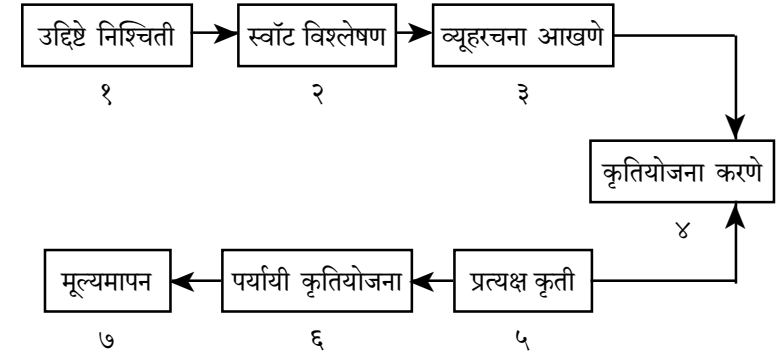 उद्दिष्टे निश्चिती
स्वॉट विश्लेषण
व्यूहरचना आखणे
१
२
३
कृतियोजना करणे
४
मूल्यमापन
पर्यायी कृतियोजना
प्रत्यक्ष कृती
७
६
५